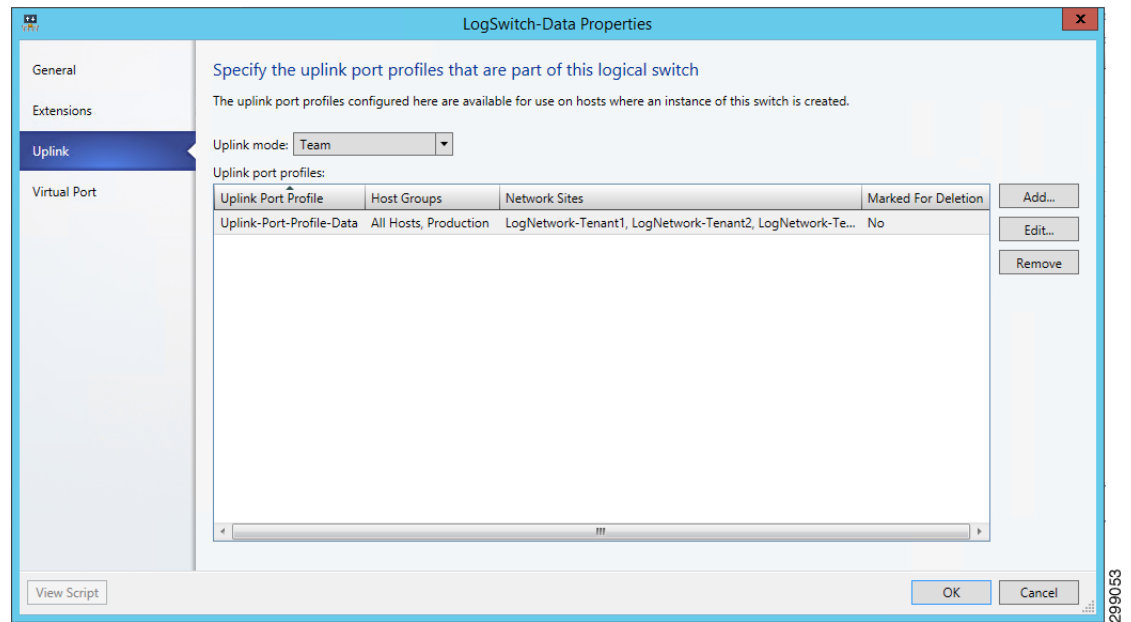 LogSwitch-Data Properties
x
General
Extensions
Uplink
Virtual Port
Specify the uplink port profiles that are part of this logical switch
The uplink port profiles configured here are available for use on hosts where an instance of this switch is created.
Uplink mode: Team
Uplink port profiles:
Uplink Port Profile Host Groups Network Sites Marked For Deletion
Uplink-Port-Profile-Data All Hosts, Production LogNetwork-Tenant1, LogNetwork-Tenant2, LogNetwork-Te... No
Add...
Edit...
Remove
View Script
OK Cancel
299053